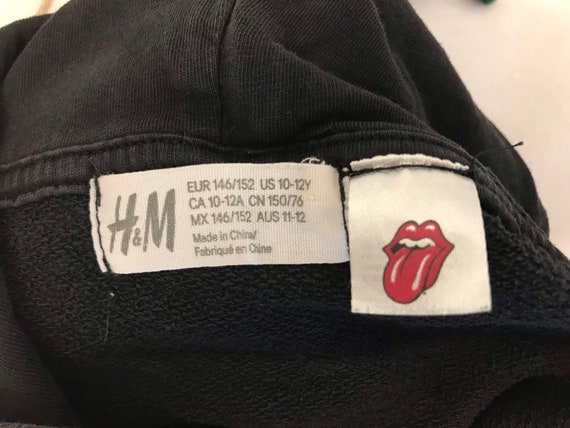 H&M
EUR 146/152 US 10-12Y
CA 10-12A CN 150/76
MX 146/152 AUS 11-12
Made in China/
Fabriqué en Chine